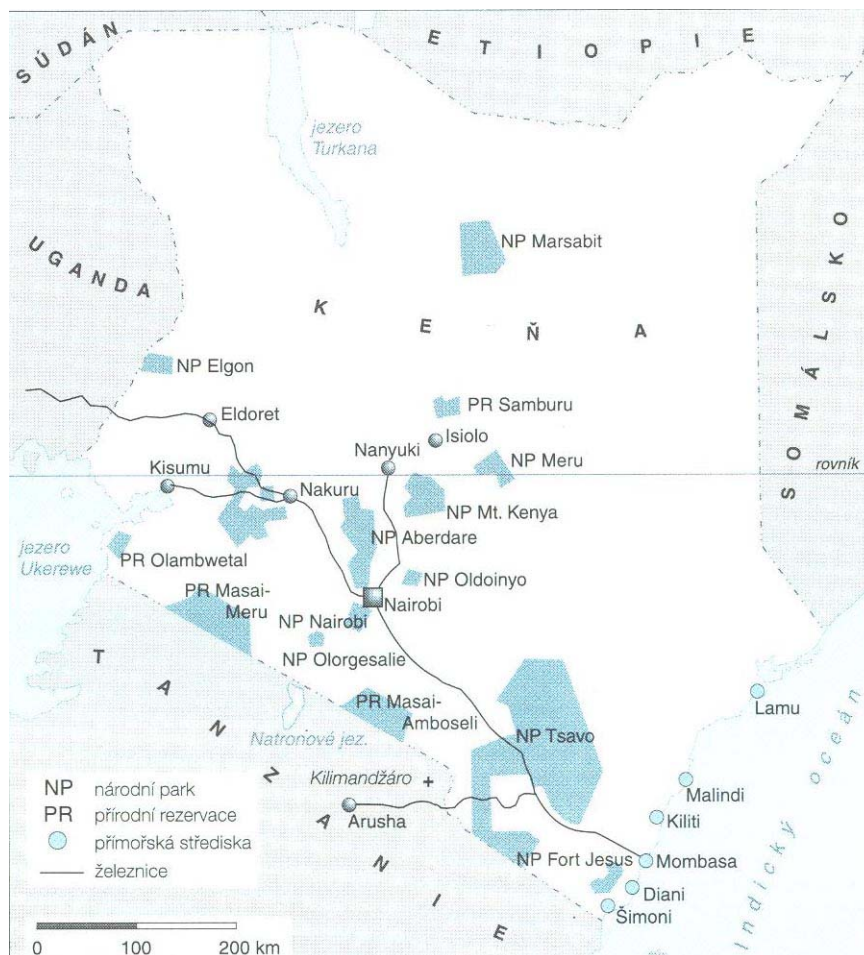 SÚDÁN
ETIOPIE
jezero
Turkana
UGANDA
NP Marsabit
KEŇA
SOMÁLSKO
NP Elgon
PR Samburu
Eldoret
Isiolo
Nanyuki
Kisumu
NP Meru
rovník
Nakuru
NP Mt. Kenya
NP Aberdare
jezero
Ukerewe
PR Olambwetal
NP Oldoinyo
PR Masai-
Meru
Nairobi
NP Nairobi
NP Olorgesalie
TANZANIE
PR Masai-
Amboseli
Lamu
NP Tsavo
Natronové jez.
Kilimandžáro +
Malindi
Arusha
Kiliti
NP Fort Jesus
Mombasa
Diani
Šimoni
Indický oceán
NP národní park
PR přírodní rezervace
přímořská střediska
železnice
0 100 200 km